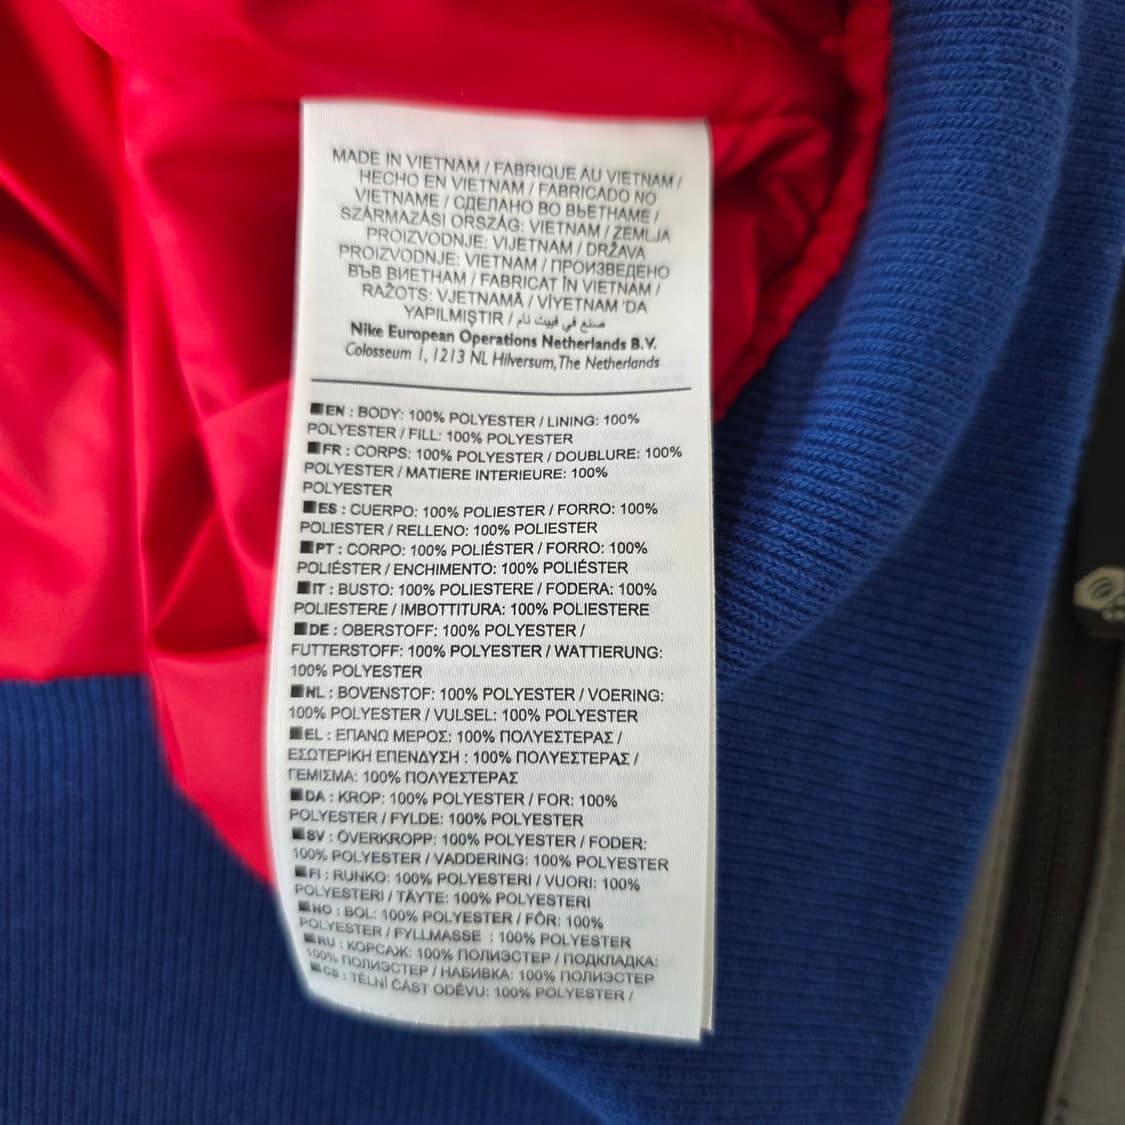 MADE IN VIETNAM / FABRIQUE AU VIETNAM /
HECHO EN VIETNAM / FABRICADO NO
VIETNAME / СДЕЛАНО ВО ВЬЕТНАМЕ /
SZÁRMAZÁSI ORSZÁG: VIETNAM / ZEMLJA
PROIZVODNJE: VIJETNAM / DRŽAVA
PROIZVODNJE: VIETNAM / ПРОИЗВЕДЕНО
ВЪВ ВИЕТНАМ / FABRICAT ÎN VIETNAM /
RAŽOTS: VJETNAMĀ / VİYETNAM 'DA
YAPILMIŞTIR / صنع في فييت نام
Nike European Operations Netherlands B.V.
Colosseum 1, 1213 NL Hilversum, The Netherlands
EN : BODY: 100% POLYESTER / LINING: 100%
POLYESTER / FILL: 100% POLYESTER
FR : CORPS: 100% POLYESTER / DOUBLURE: 100%
POLYESTER / MATIERE INTERIEURE: 100%
POLYESTER
ES : CUERPO: 100% POLIESTER / FORRO: 100%
POLIESTER / RELLENO: 100% POLIESTER
PT : CORPO: 100% POLIÉSTER / FORRO: 100%
POLIÉSTER / ENCHIMENTO: 100% POLIÉSTER
IT : BUSTO: 100% POLIESTERE / FODERA: 100%
POLIESTERE / IMBOTTITURA: 100% POLIESTERE
DE : OBERSTOFF: 100% POLYESTER /
FUTTERSTOFF: 100% POLYESTER / WATTIERUNG:
100% POLYESTER
NL : BOVENSTOF: 100% POLYESTER / VOERING:
100% POLYESTER / VULSEL: 100% POLYESTER
EL : ΕΠΑΝΩ ΜΕΡΟΣ: 100% ΠΟΛΥΕΣΤΕΡΑΣ /
ΕΣΩΤΕΡΙΚΗ ΕΠΕΝΔΥΣΗ : 100% ΠΟΛΥΕΣΤΕΡΑΣ /
ΓΕΜΙΣΜΑ: 100% ΠΟΛΥΕΣΤΕΡΑΣ
DA : KROP: 100% POLYESTER / FOR: 100%
POLYESTER / FYLDE: 100% POLYESTER
SV : ÖVERKROPP: 100% POLYESTER / FODER:
100% POLYESTER / VADDERING: 100% POLYESTER
FI : RUNKO: 100% POLYESTERI / VUORI: 100%
POLYESTERI / TÄYTE: 100% POLYESTERI
NO : BOL: 100% POLYESTER / FÔR: 100%
POLYESTER / FYLLMASSE : 100% POLYESTER
RU : КОРСАЖ: 100% ПОЛИЭСТЕР / ПОДКЛАДКА:
100% ПОЛИЭСТЕР / НАБИВКА: 100% ПОЛИЭСТЕР
CS : TĚLNÍ ČÁST ODĚVU: 100% POLYESTER /